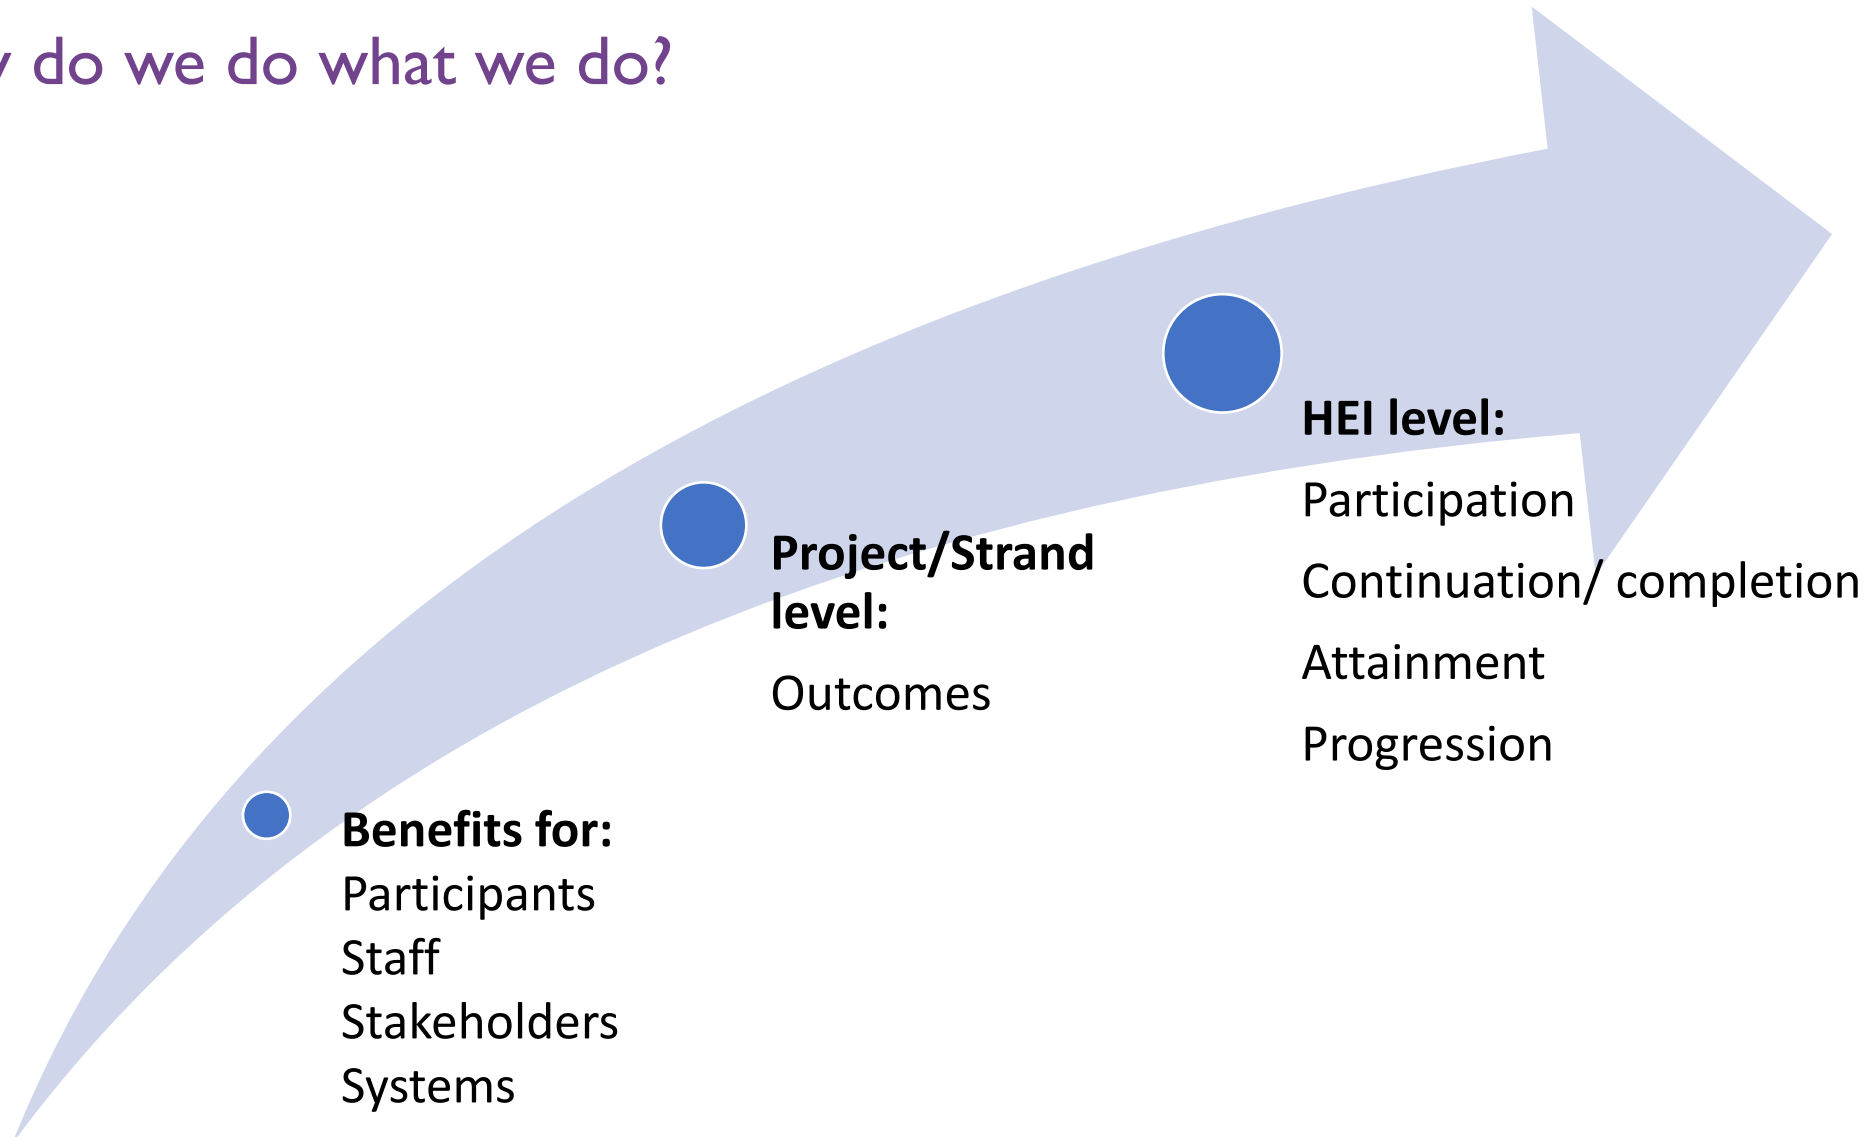 do we do what we do?
Benefits for:
Participants
Staff
Stakeholders
Systems
Project/Strand
level:
Outcomes
HEI level:
Participation
Continuation/ completion
Attainment
Progression